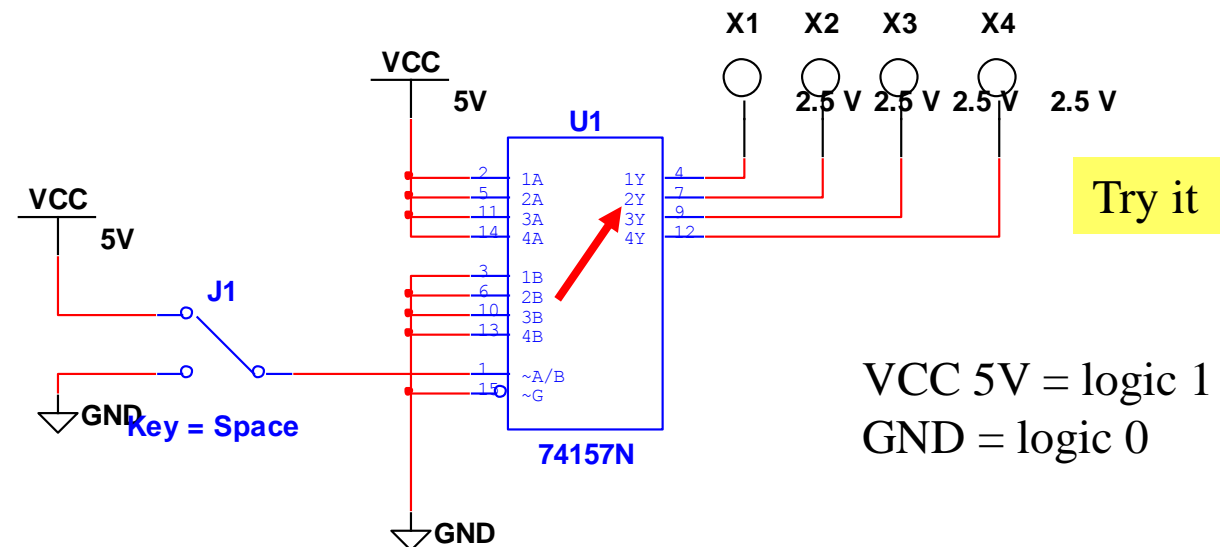 X1 X2 X3 X4
VCC
5V
2.5 V 2.5 V 2.5 V 2.5 V
U1
2 1A 1Y 4
5 2A 2Y 7
11 3A 3Y 9
14 4A 4Y 12
Try it
VCC
5V
3 1B
6 2B
10 3B
13 4B
J1
1 ~A/B
15 ~G
GND
Key = Space
74157N
VCC 5V = logic 1
GND = logic 0
GND